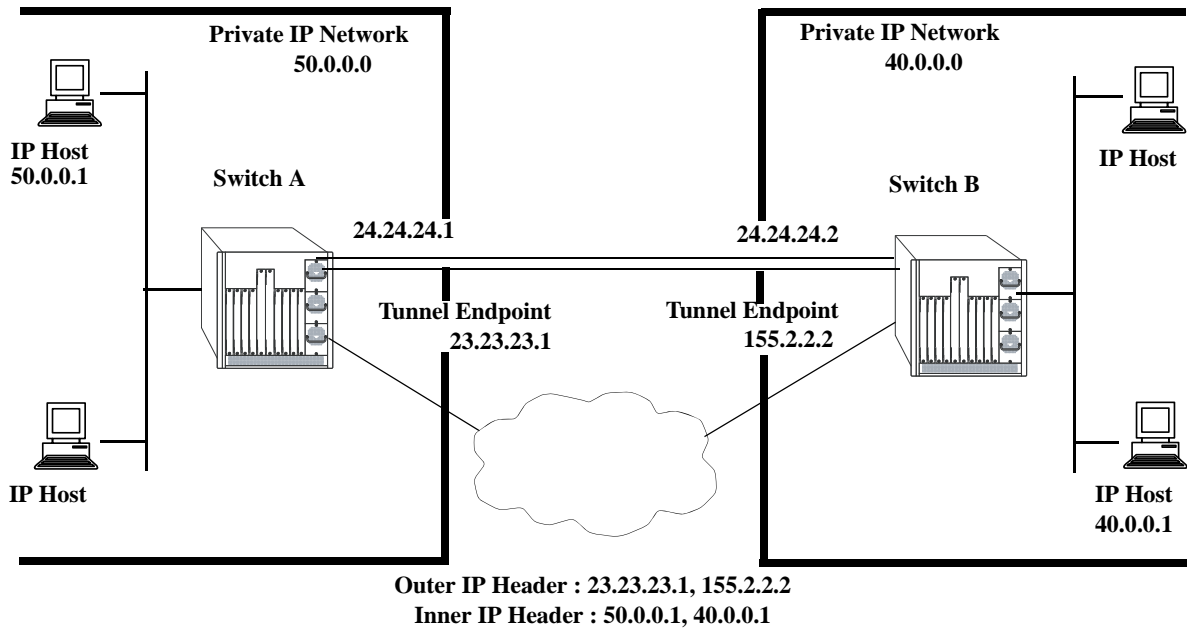 Private IP Network
50.0.0.0
Private IP Network
40.0.0.0
IP Host
50.0.0.1
IP Host
Switch A
Switch B
24.24.24.1
24.24.24.2
Tunnel Endpoint
23.23.23.1
Tunnel Endpoint
155.2.2.2
IP Host
IP Host
40.0.0.1
Outer IP Header : 23.23.23.1, 155.2.2.2
Inner IP Header : 50.0.0.1, 40.0.0.1